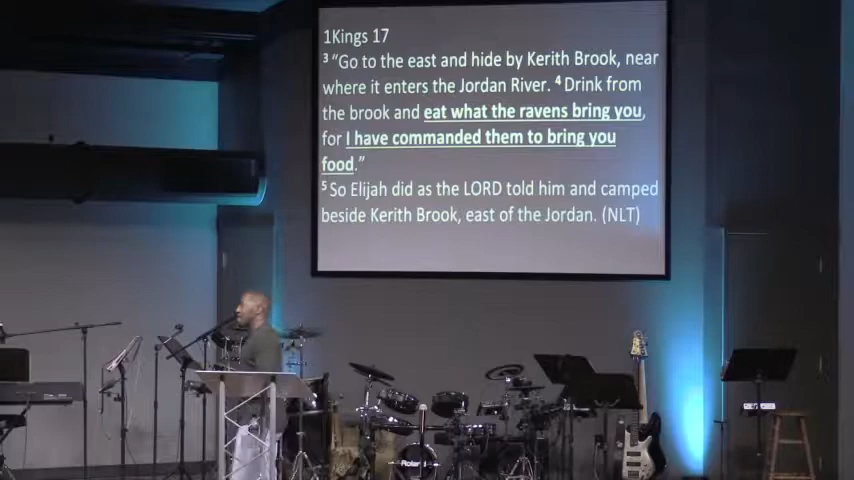 1Kings 17
3 "Go to the east and hide by Kerith Brook, near
where it enters the Jordan River. 4 Drink from
the brook and eat what the ravens bring you,
for I have commanded them to bring you
food."
5 So Elijah did as the LORD told him and camped
beside Kerith Brook, east of the Jordan. (NLT)
Roland